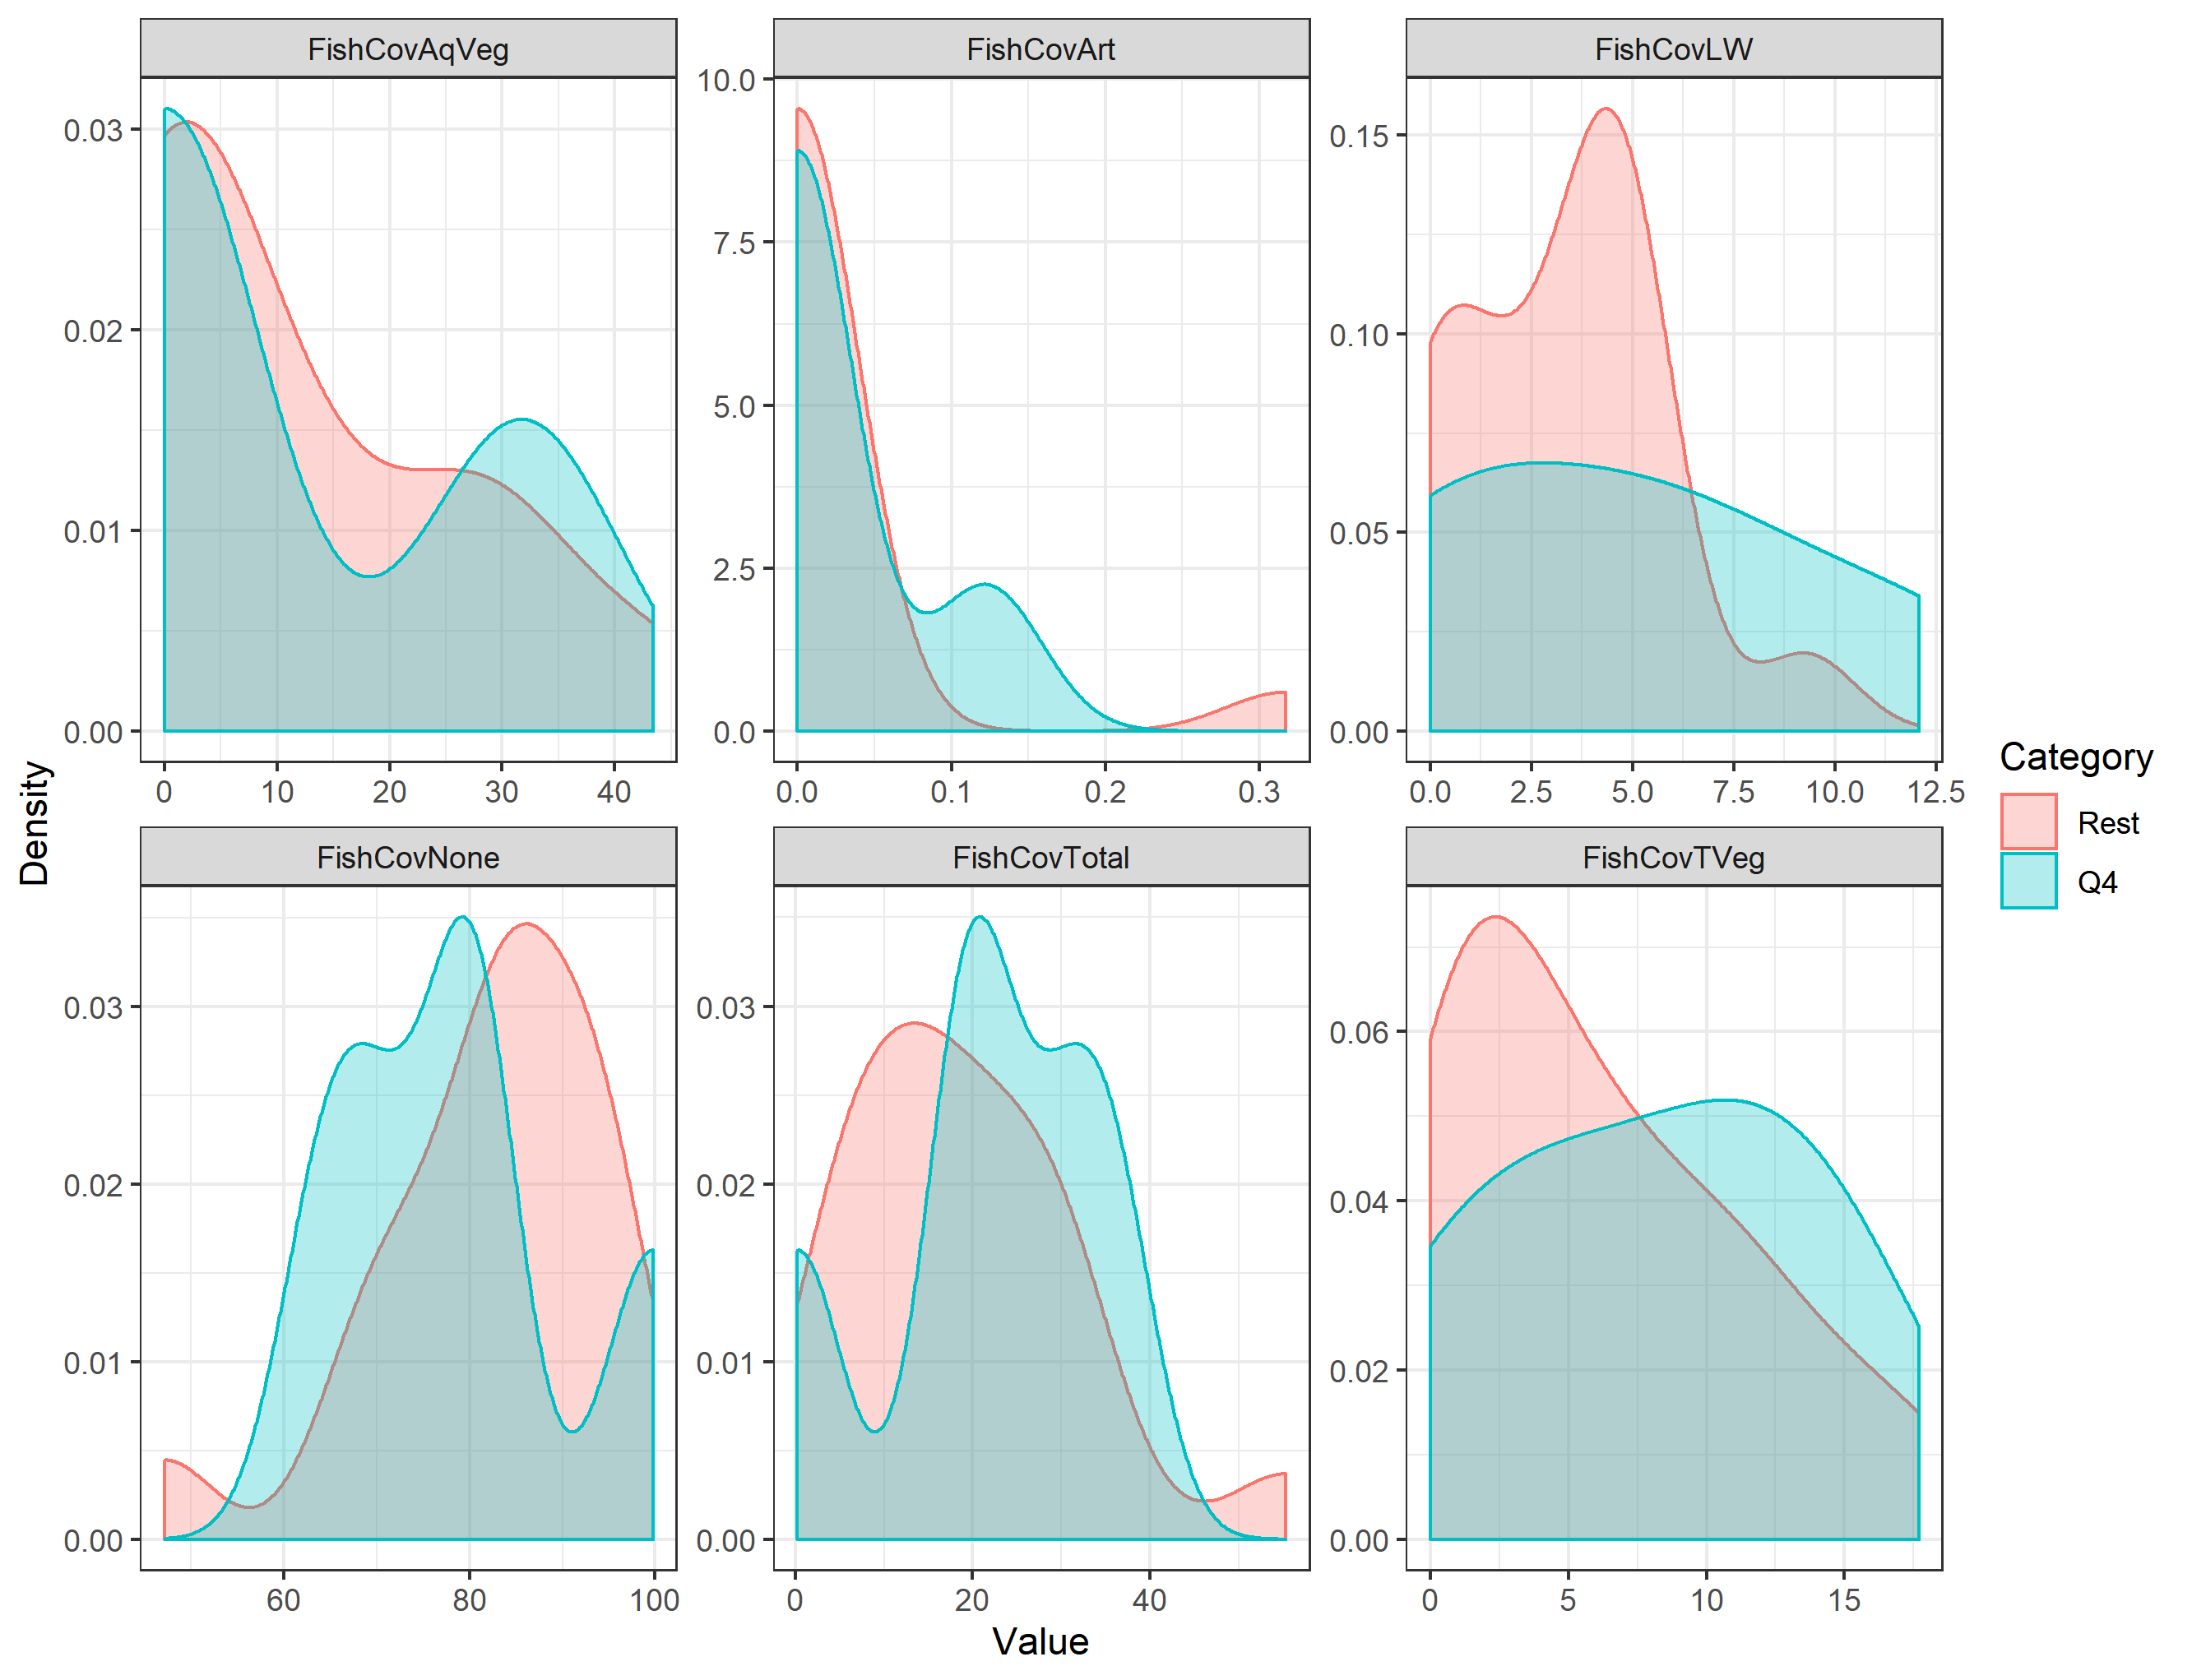 FishCovAqVeg
FishCovArt
FishCovLW
0.03
0.02
0.01
0.00
10.0
7.5
5.0
2.5
0.0
0.15
0.10
0.05
0.00
0 10 20 30 40
0.0 0.1 0.2 0.3
0.0 2.5 5.0 7.5 10.0 12.5
FishCovNone
FishCovTotal
FishCovTVeg
0.03
0.02
0.01
0.00
0.03
0.02
0.01
0.00
0.06
0.04
0.02
0.00
60 80 100
0 20 40
0 5 10 15
Density
Value
Category
Rest
Q4